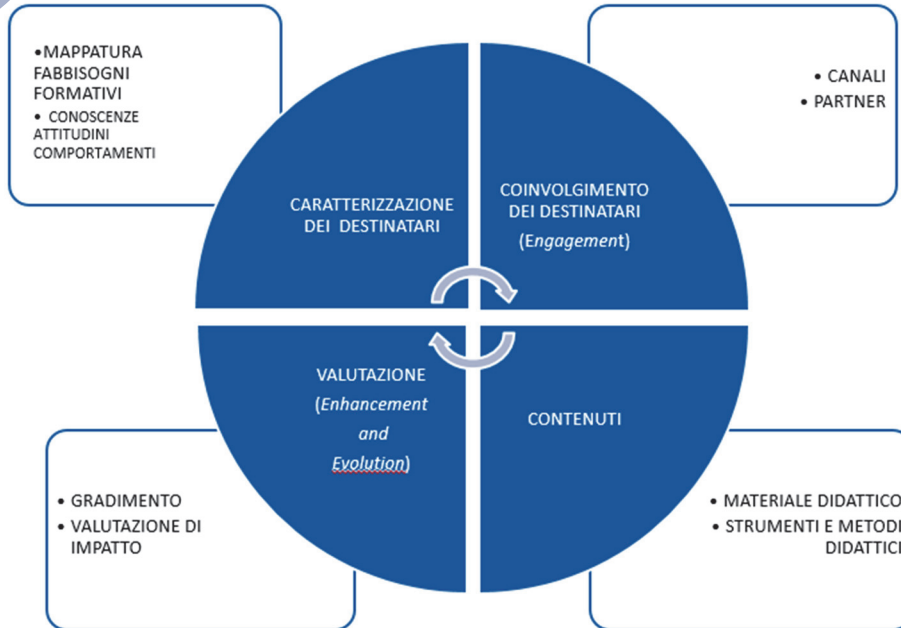 •MAPPATURA
FABBISOGNI
FORMATIVI
• CONOSCENZE
ATTITUDINI
COMPORTAMENTI
• CANALI
• PARTNER
CARATTERIZZAZIONE
DEI DESTINATARI
COINVOLGIMENTO
DEI DESTINATARI
(Engagement)
VALUTAZIONE
(Enhancement
and
Evolution)
CONTENUTI
• GRADIMENTO
• VALUTAZIONE DI
IMPATTO
• MATERIALE DIDATTICO
• STRUMENTI E METODI
DIDATTICI